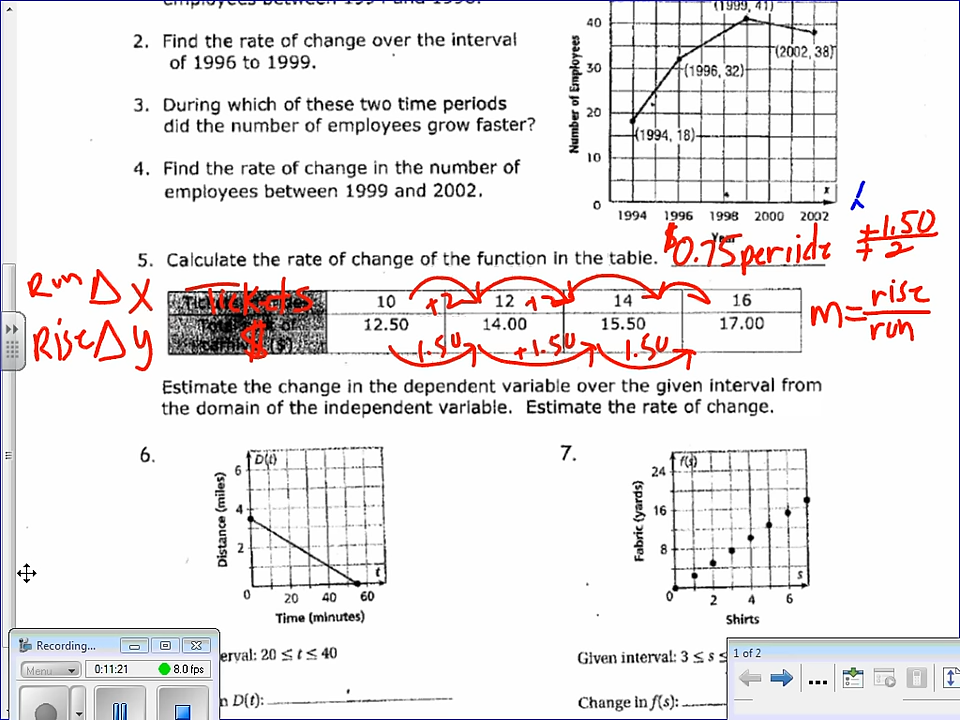 employees between 1994 and 1998.
2. Find the rate of change over the interval
of 1996 to 1999.
3. During which of these two time periods
did the number of employees grow faster?
4. Find the rate of change in the number of
employees between 1999 and 2002.
Number of Employees
40
30
20
10
0
(1999, 41)
(2002, 38)
(1996, 32)
(1994, 18)
x
1994 1996 1998 2000 2002
Year
5. Calculate the rate of change of the function in the table.
$0.75 per ride
+1.50
+2
m = rise
run
Run Δ X
Rise Δ y
Tickets
$
10 12 14 16
+2 +2
12.50 14.00 15.50 17.00
1.50 +1.50 1.50
Estimate the change in the dependent variable over the given interval from
the domain of the independent variable. Estimate the rate of change.
6.
D(t)
Distance (miles)
6
4
2
0 20 40 60
t
Time (minutes)
erval: 20 ≤ t ≤ 40
n D(t):
7.
f(s)
Fabric (yards)
24
16
8
0 2 4 6
s
Shirts
Given interval: 3 ≤ s ≤
Change in f(s):
Recording...
Menu
0:11:21
8.0 fps
1 of 2